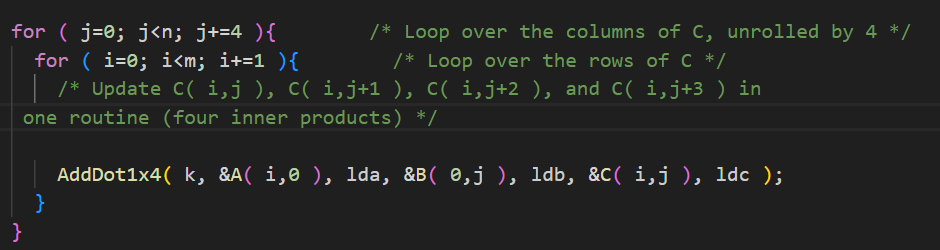 for ( j=0; j<n; j+=4 ){        /* Loop over the columns of C, unrolled by 4 */
  for ( i=0; i<m; i+=1 ){        /* Loop over the rows of C */
    /* Update C( i,j ), C( i,j+1 ), C( i,j+2 ), and C( i,j+3 ) in
 one routine (four inner products) */
    AddDot1x4( k, &A( i,0 ), lda, &B( 0,j ), ldb, &C( i,j ), ldc );
  }
}